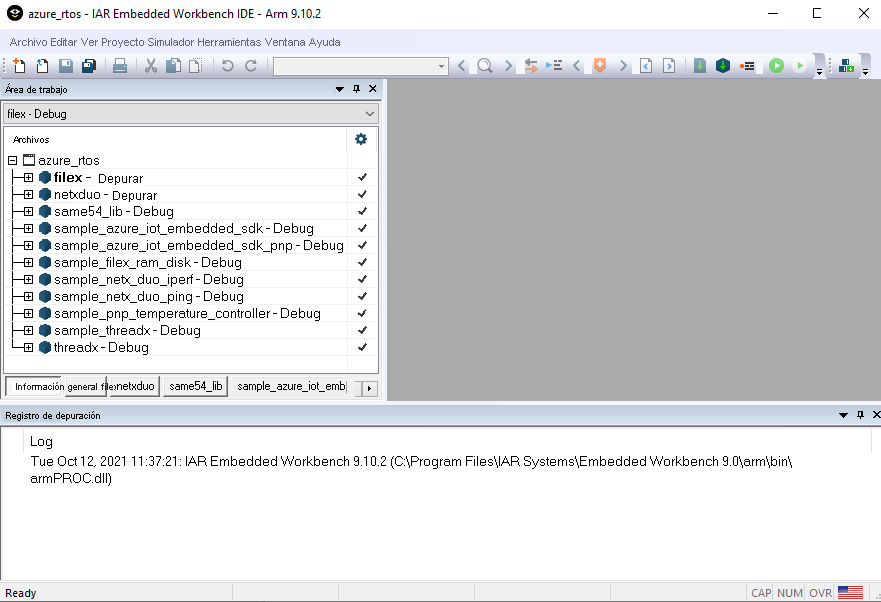 azure_rtos - IAR Embedded Workbench IDE - Arm 9.10.2
Archivo Editar Ver Proyecto Simulador Herramientas Ventana Ayuda
Área de trabajo
filex - Debug
Archivos
azure_rtos
filex - Depurar
netxduo - Depurar
same54_lib - Debug
sample_azure_iot_embedded_sdk - Debug
sample_azure_iot_embedded_sdk_pnp - Debug
sample_filex_ram_disk - Debug
sample_netx_duo_iperf - Debug
sample_netx_duo_ping - Debug
sample_pnp_temperature_controller - Debug
sample_threadx - Debug
threadx - Debug
Información general filex netxduo same54_lib sample_azure_iot_emb
Registro de depuración
Log
Tue Oct 12, 2021 11:37:21: IAR Embedded Workbench 9.10.2 (C:\Program Files\IAR Systems\Embedded Workbench 9.0\arm\bin\
armPROC.dll)
Ready CAP NUM OVR